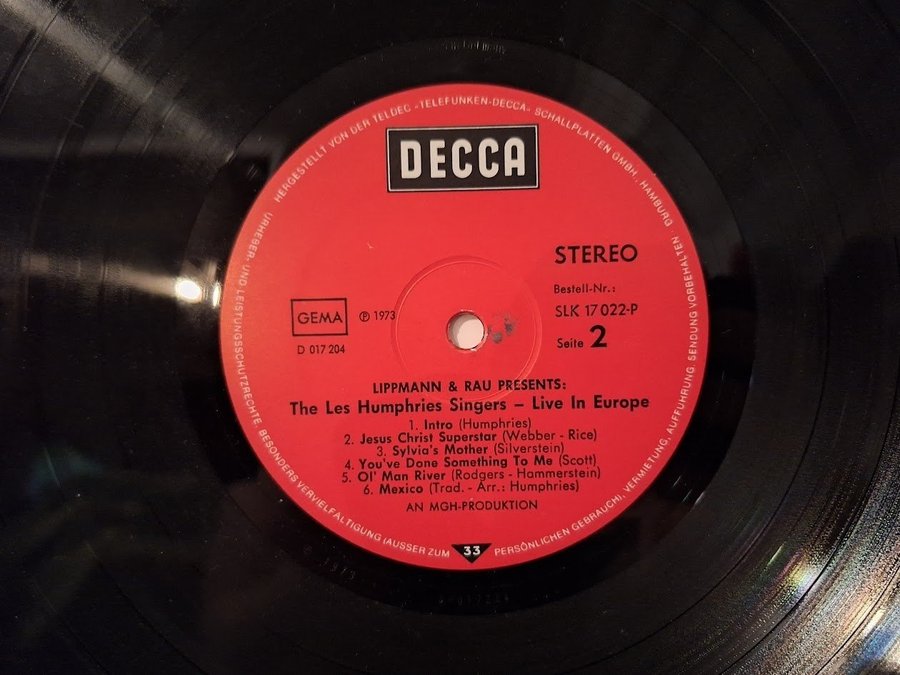 HERGESTELLT VON DER TELDEC »TELEFUNKEN-DECCA« SCHALLPLATTEN GMBH., HAMBURG
URHEBER- UND LEISTUNGSSCHUTZRECHTE, BESONDERS VERVIELFÄLTIGUNG (AUSSER ZUM PERSÖNLICHEN GEBRAUCH), VERMIETUNG, AUFFÜHRUNG, SENDUNG VORBEHALTEN.
DECCA
STEREO
Bestell-Nr.:
SLK 17 022-P
Seite 2
GEMA
℗ 1973
D 017 204
LIPPMANN & RAU PRESENTS:
The Les Humphries Singers – Live In Europe
1. Intro (Humphries)
2. Jesus Christ Superstar (Webber - Rice)
3. Sylvia's Mother (Silverstein)
4. You've Done Something To Me (Scott)
5. Ol' Man River (Rodgers - Hammerstein)
6. Mexico (Trad. - Arr.: Humphries)
AN MGH-PRODUKTION
33